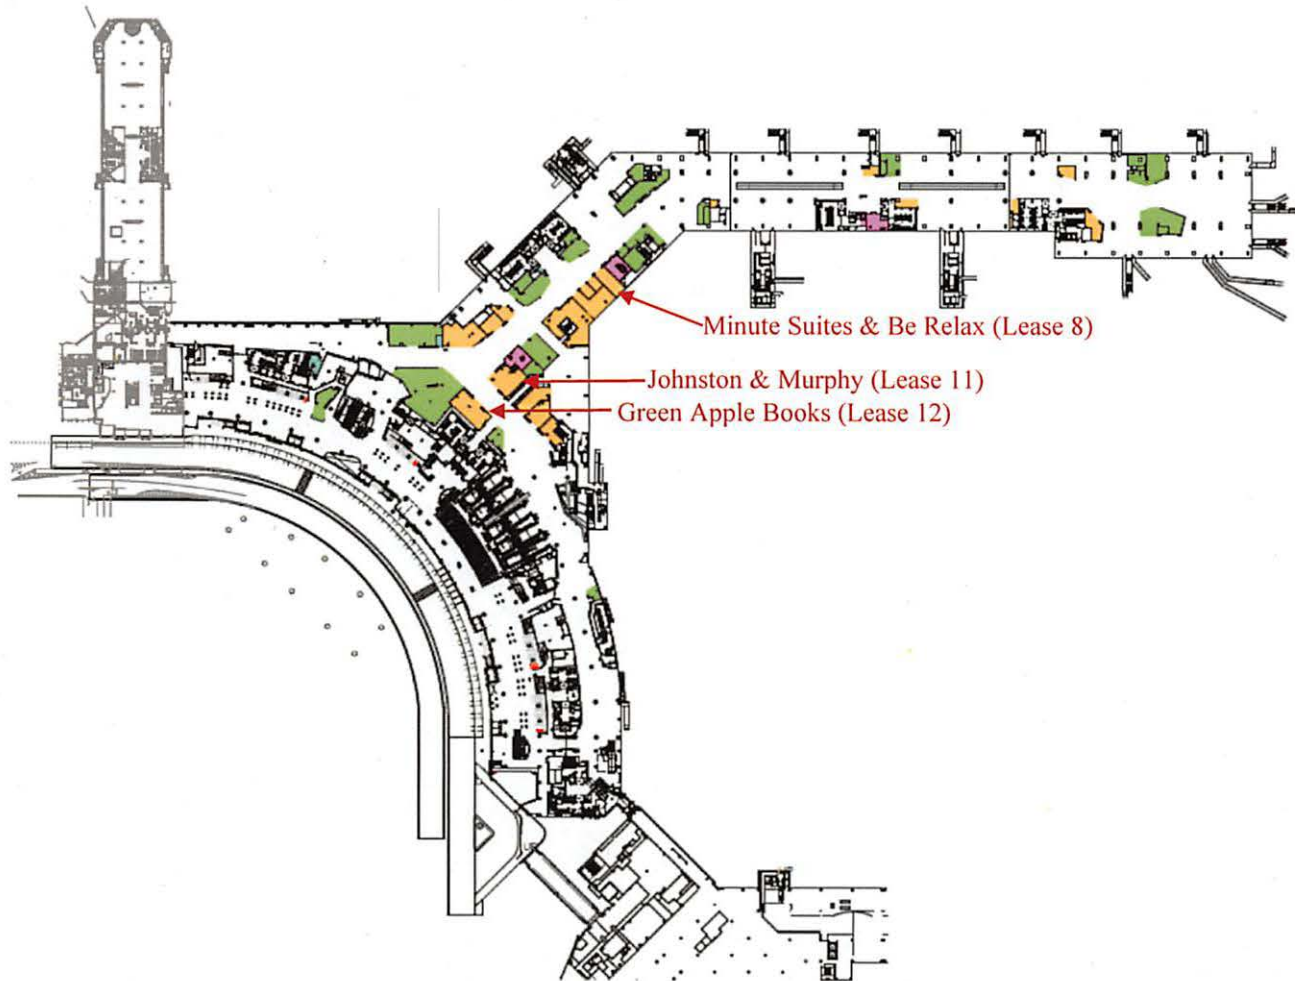 Minute Suites & Be Relax (Lease 8)
Johnston & Murphy (Lease 11)
Green Apple Books (Lease 12)